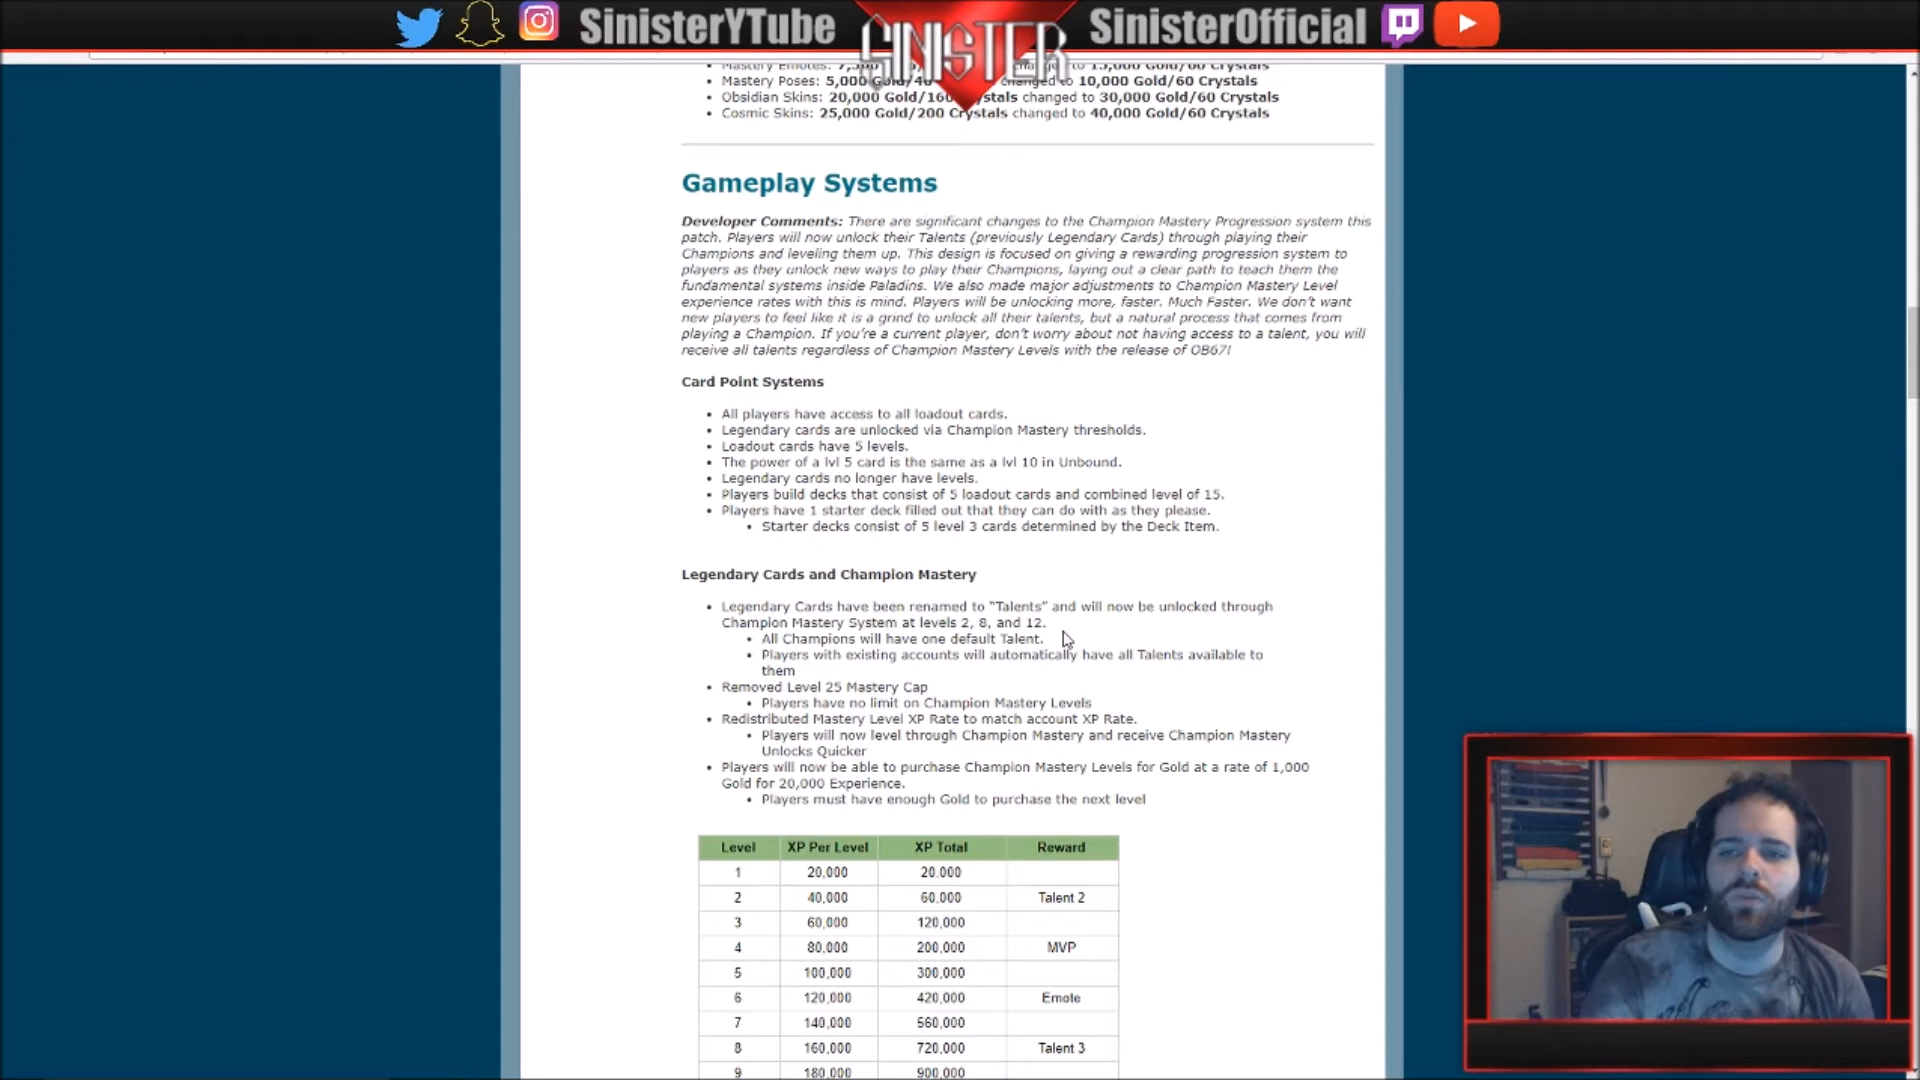 SinisterYTube SINISTER SinisterOfficial
Mastery Emotes: to 15,000 Gold/60 Crystals
Mastery Poses: 5,000 Gold/40 changed to 10,000 Gold/60 Crystals
Obsidian Skins: 20,000 Gold/160 changed to 30,000 Gold/60 Crystals
Cosmic Skins: 25,000 Gold/200 Crystals changed to 40,000 Gold/60 Crystals
Gameplay Systems
Developer Comments: There are significant changes to the Champion Mastery Progression system this
patch. Players will now unlock their Talents (previously Legendary Cards) through playing their
Champions and leveling them up. This design is focused on giving a rewarding progression system to
players as they unlock new ways to play their Champions, laying out a clear path to teach them the
fundamental systems inside Paladins. We also made major adjustments to Champion Mastery Level
experience rates with this is mind. Players will be unlocking more, faster. Much Faster. We don't want
new players to feel like it is a grind to unlock all their talents, but a natural process that comes from
playing a Champion. If you're a current player, don't worry about not having access to a talent, you will
receive all talents regardless of Champion Mastery Levels with the release of OB67!
Card Point Systems
All players have access to all loadout cards.
Legendary cards are unlocked via Champion Mastery thresholds.
Loadout cards have 5 levels.
The power of a lvl 5 card is the same as a lvl 10 in Unbound.
Legendary cards no longer have levels.
Players build decks that consist of 5 loadout cards and combined level of 15.
Players have 1 starter deck filled out that they can do with as they please.
Starter decks consist of 5 level 3 cards determined by the Deck Item.
Legendary Cards and Champion Mastery
Legendary Cards have been renamed to "Talents" and will now be unlocked through
Champion Mastery System at levels 2, 8, and 12.
All Champions will have one default Talent.
Players with existing accounts will automatically have all Talents available to
them
Removed Level 25 Mastery Cap
Players have no limit on Champion Mastery Levels
Redistributed Mastery Level XP Rate to match account XP Rate.
Players will now level through Champion Mastery and receive Champion Mastery
Unlocks Quicker
Players will now be able to purchase Champion Mastery Levels for Gold at a rate of 1,000
Gold for 20,000 Experience.
Players must have enough Gold to purchase the next level
Level XP Per Level XP Total Reward
1 20,000 20,000
2 40,000 60,000 Talent 2
3 60,000 120,000
4 80,000 200,000 MVP
5 100,000 300,000
6 120,000 420,000 Emote
7 140,000 560,000
8 160,000 720,000 Talent 3
9 180,000 900,000